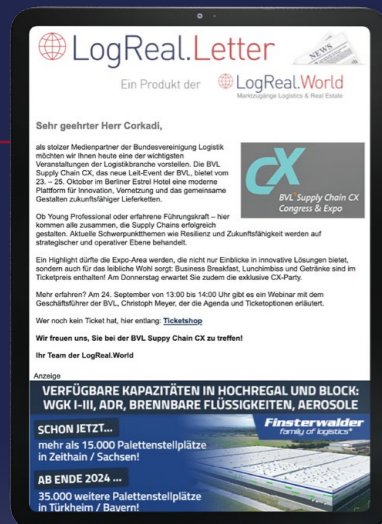 LogReal.Letter
NEWS
Ein Produkt der LogReal.World
Marktzugänge Logistics & Real Estate
Sehr geehrter Herr Corkadi,
als stolzer Medienpartner der Bundesvereinigung Logistik
möchten wir Ihnen heute eine der wichtigsten
Veranstaltungen der Logistikbranche vorstellen. Die BVL
Supply Chain CX, das neue Leit-Event der BVL, bietet vom
23. – 25. Oktober im Berliner Estrel Hotel eine moderne
Plattform für Innovation, Vernetzung und das gemeinsame
Gestalten zukunftsfähiger Lieferketten.
CX
BVL Supply Chain CX
Congress & Expo
Ob Young Professional oder erfahrene Führungskraft – hier
kommen alle zusammen, die Supply Chains erfolgreich
gestalten. Aktuelle Schwerpunktthemen wie Resilienz und Zukunftsfähigkeit werden auf
strategischer und operativer Ebene behandelt.
Ein Highlight dürfte die Expo-Area werden, die nicht nur Einblicke in innovative Lösungen bietet,
sondern auch für das leibliche Wohl sorgt: Business Breakfast, Lunchimbiss und Getränke sind im
Ticketpreis enthalten! Am Donnerstag erwartet Sie zudem die exklusive CX-Party.
Mehr erfahren? Am 24. September von 13:00 bis 14:00 Uhr gibt es ein Webinar mit dem
Geschäftsführer der BVL, Christoph Meyer, der die Agenda und Ticketoptionen erläutert.
Wer noch kein Ticket hat, hier entlang: Ticketshop
Wir freuen uns, Sie bei der BVL Suppy Chain CX zu treffen!
Ihr Team der LogReal.World
Anzeige
VERFÜGBARE KAPAZITÄTEN IN HOCHREGAL UND BLOCK:
WGK I-III, ADR, BRENNBARE FLÜSSIGKEITEN, AEROSOLE
SCHON JETZT...
mehr als 15.000 Palettenstellplätze
in Zeithain / Sachsen!
Finsterwalder
family of logistics*
AB ENDE 2024 ...
35.000 weitere Palettenstellplätze
in Türkheim / Bayern!